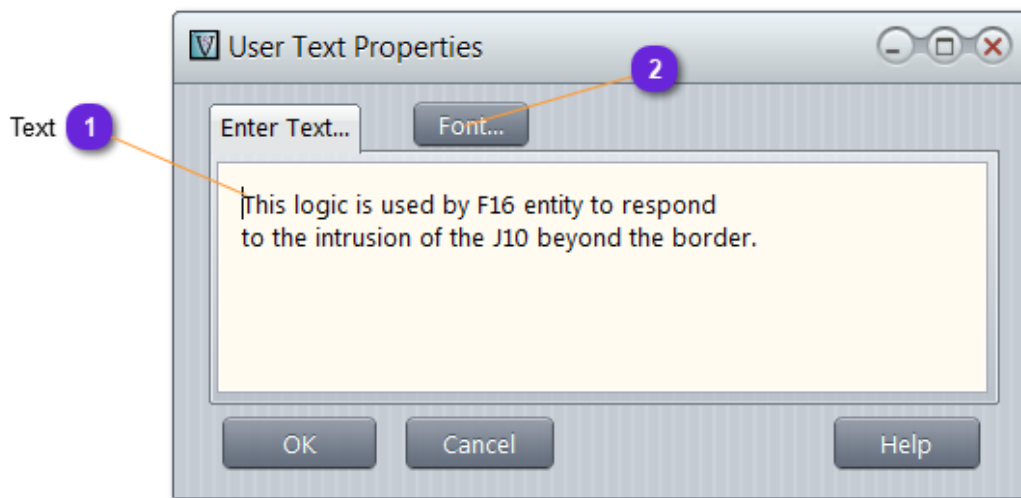 User Text Properties
2
Text 1
Enter Text... Font...
This logic is used by F16 entity to respond
to the intrusion of the J10 beyond the border.
OK Cancel Help